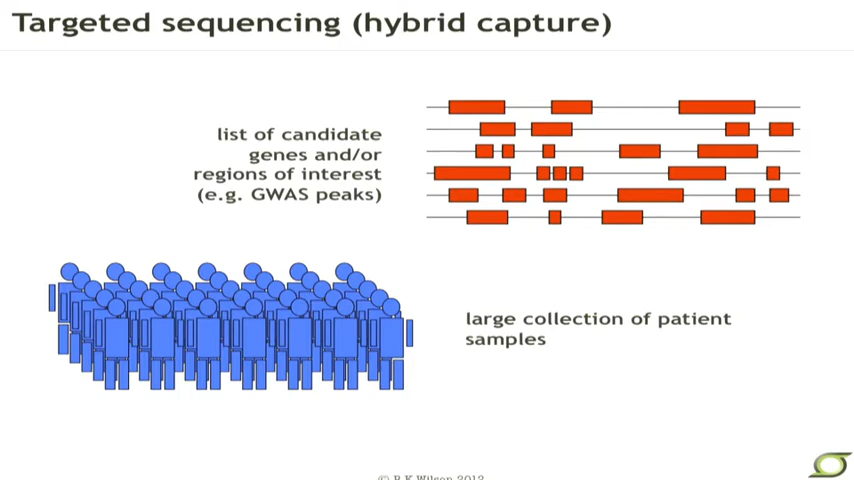 Targeted sequencing (hybrid capture)
list of candidate
genes and/or
regions of interest
(e.g. GWAS peaks)
large collection of patient
samples
© R K Wilson 2012